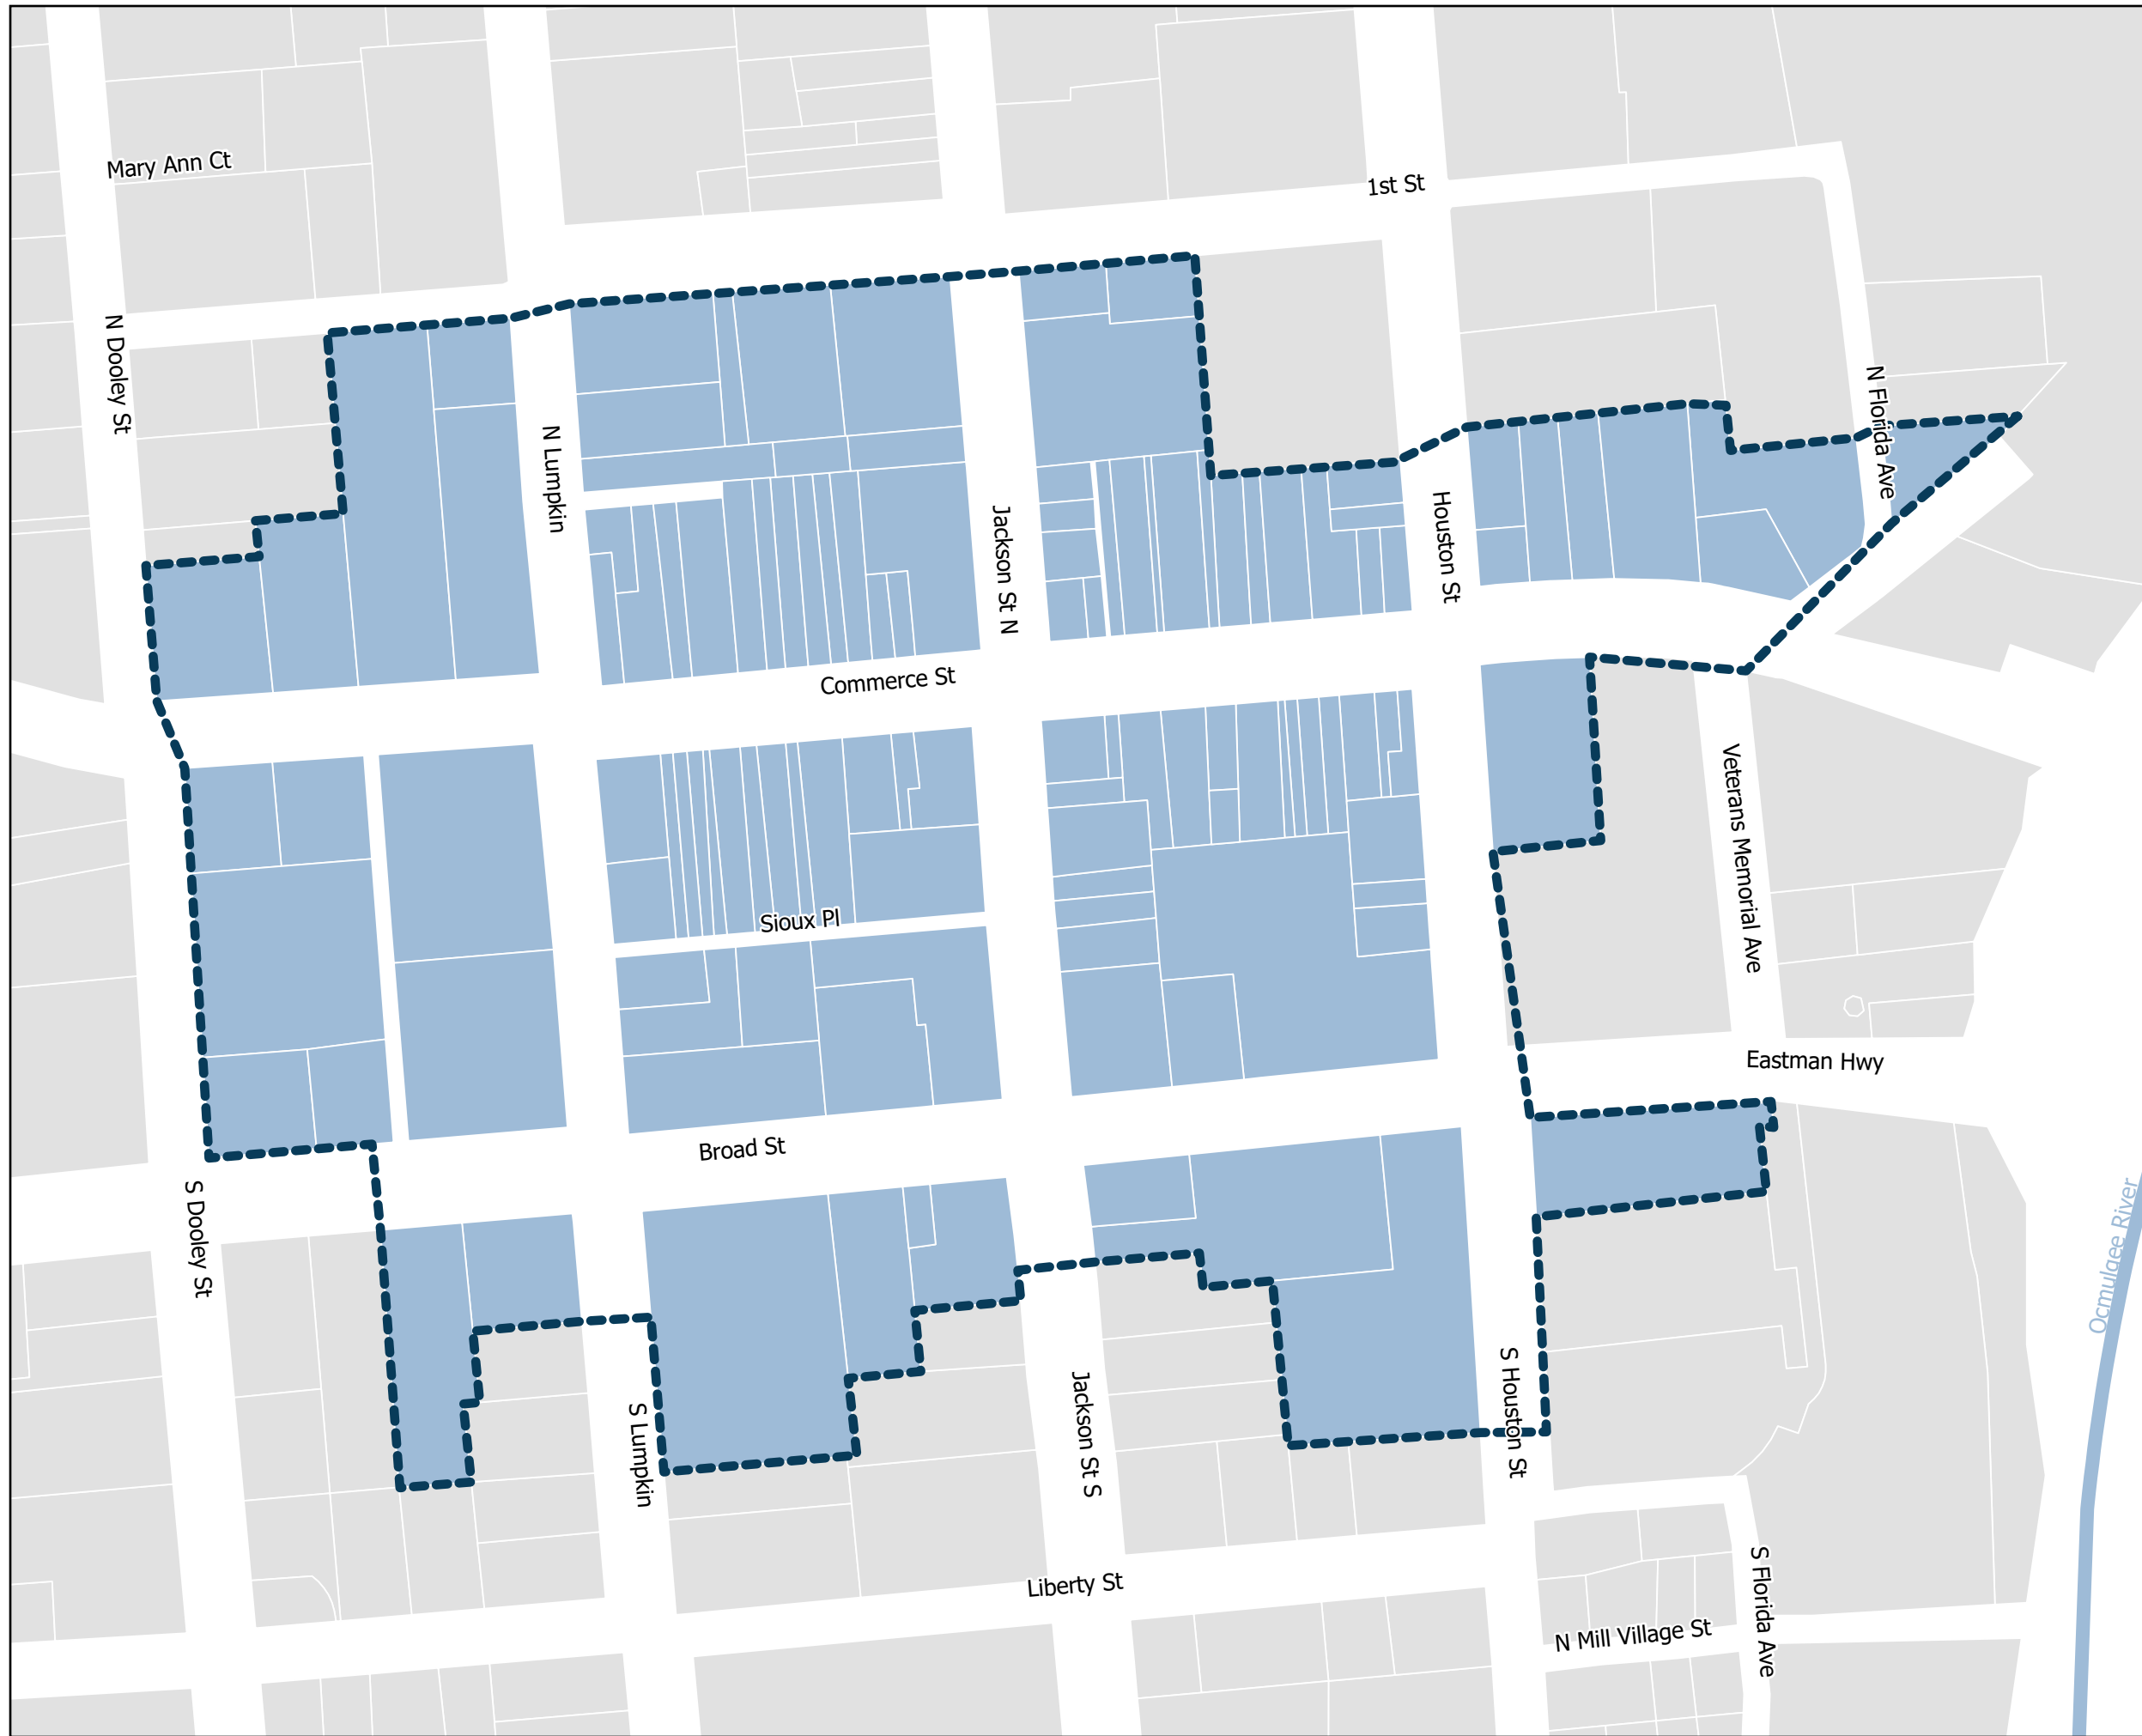 Mary Ann Ct
1st St
N Dooley St
N Florida Ave
N Lumpkin
Houston St
Jackson St N
Commerce St
Veterans Memorial Ave
Sioux Pl
Eastman Hwy
Broad St
S Dooley St
Ocmulgee River
S Houston St
Jackson St S
S Lumpkin
Liberty St
S Florida Ave
N Mill Village St